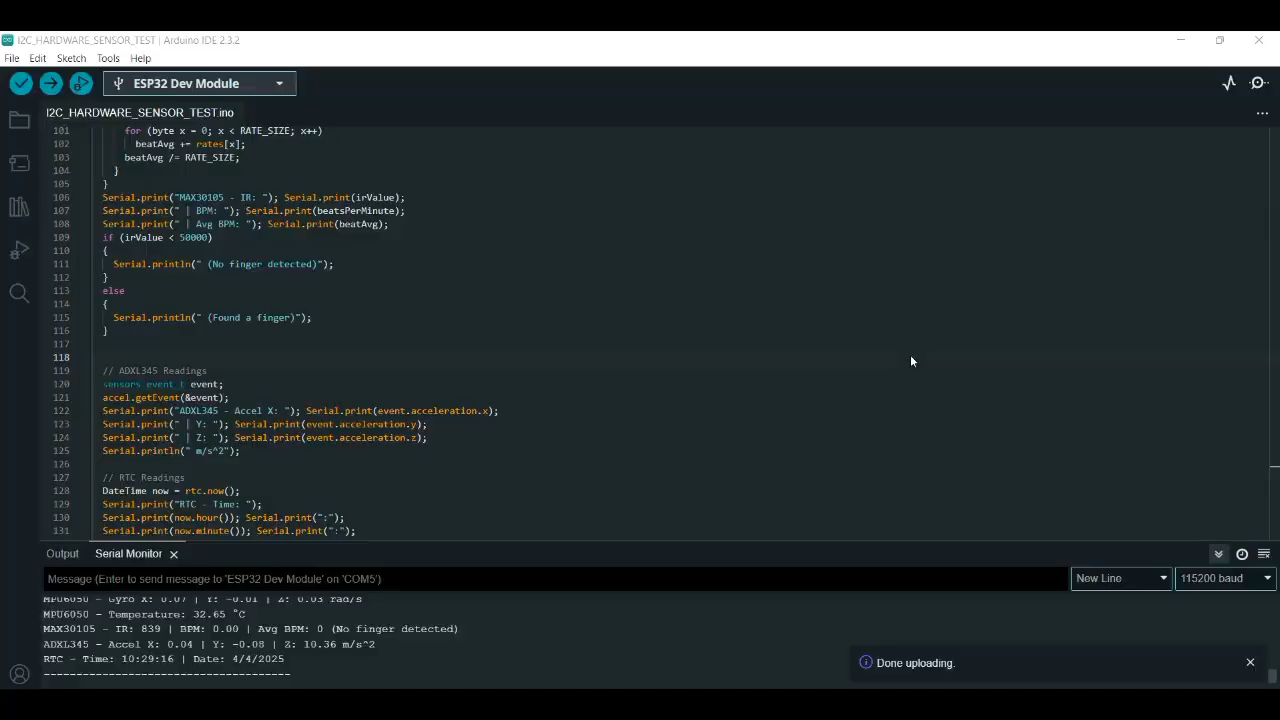 I2C_HARDWARE_SENSOR_TEST | Arduino IDE 2.3.2
File Edit Sketch Tools Help
ESP32 Dev Module
I2C_HARDWARE_SENSOR_TEST.ino
101 for (byte x = 0; x < RATE_SIZE; x++)
102 beatAvg += rates[x];
103 beatAvg /= RATE_SIZE;
104 }
105 }
106 Serial.print("MAX30105 - IR: "); Serial.print(irValue);
107 Serial.print(" | BPM: "); Serial.print(beatsPerMinute);
108 Serial.print(" | Avg BPM: "); Serial.print(beatAvg);
109 if (irValue < 50000)
110 {
111 Serial.println(" (No finger detected)");
112 }
113 else
114 {
115 Serial.println(" (Found a finger)");
116 }
117
118
119 // ADXL345 Readings
120 sensors_event_t event;
121 accel.getEvent(&event);
122 Serial.print("ADXL345 - Accel X: "); Serial.print(event.acceleration.x);
123 Serial.print(" | Y: "); Serial.print(event.acceleration.y);
124 Serial.print(" | Z: "); Serial.print(event.acceleration.z);
125 Serial.println(" m/s^2");
126
127 // RTC Readings
128 DateTime now = rtc.now();
129 Serial.print("RTC - Time: ");
130 Serial.print(now.hour()); Serial.print(":");
131 Serial.print(now.minute()); Serial.print(":");
Output Serial Monitor
Message (Enter to send message to 'ESP32 Dev Module' on 'COM5')
New Line
115200 baud
MPU6050 - Gyro X: 0.07 | Y: -0.01 | Z: 0.03 rad/s
MPU6050 - Temperature: 32.65 °C
MAX30105 - IR: 839 | BPM: 0.00 | Avg BPM: 0 (No finger detected)
ADXL345 - Accel X: 0.04 | Y: -0.08 | Z: 10.36 m/s^2
RTC - Time: 10:29:16 | Date: 4/4/2025
--------------------------------------
Done uploading.